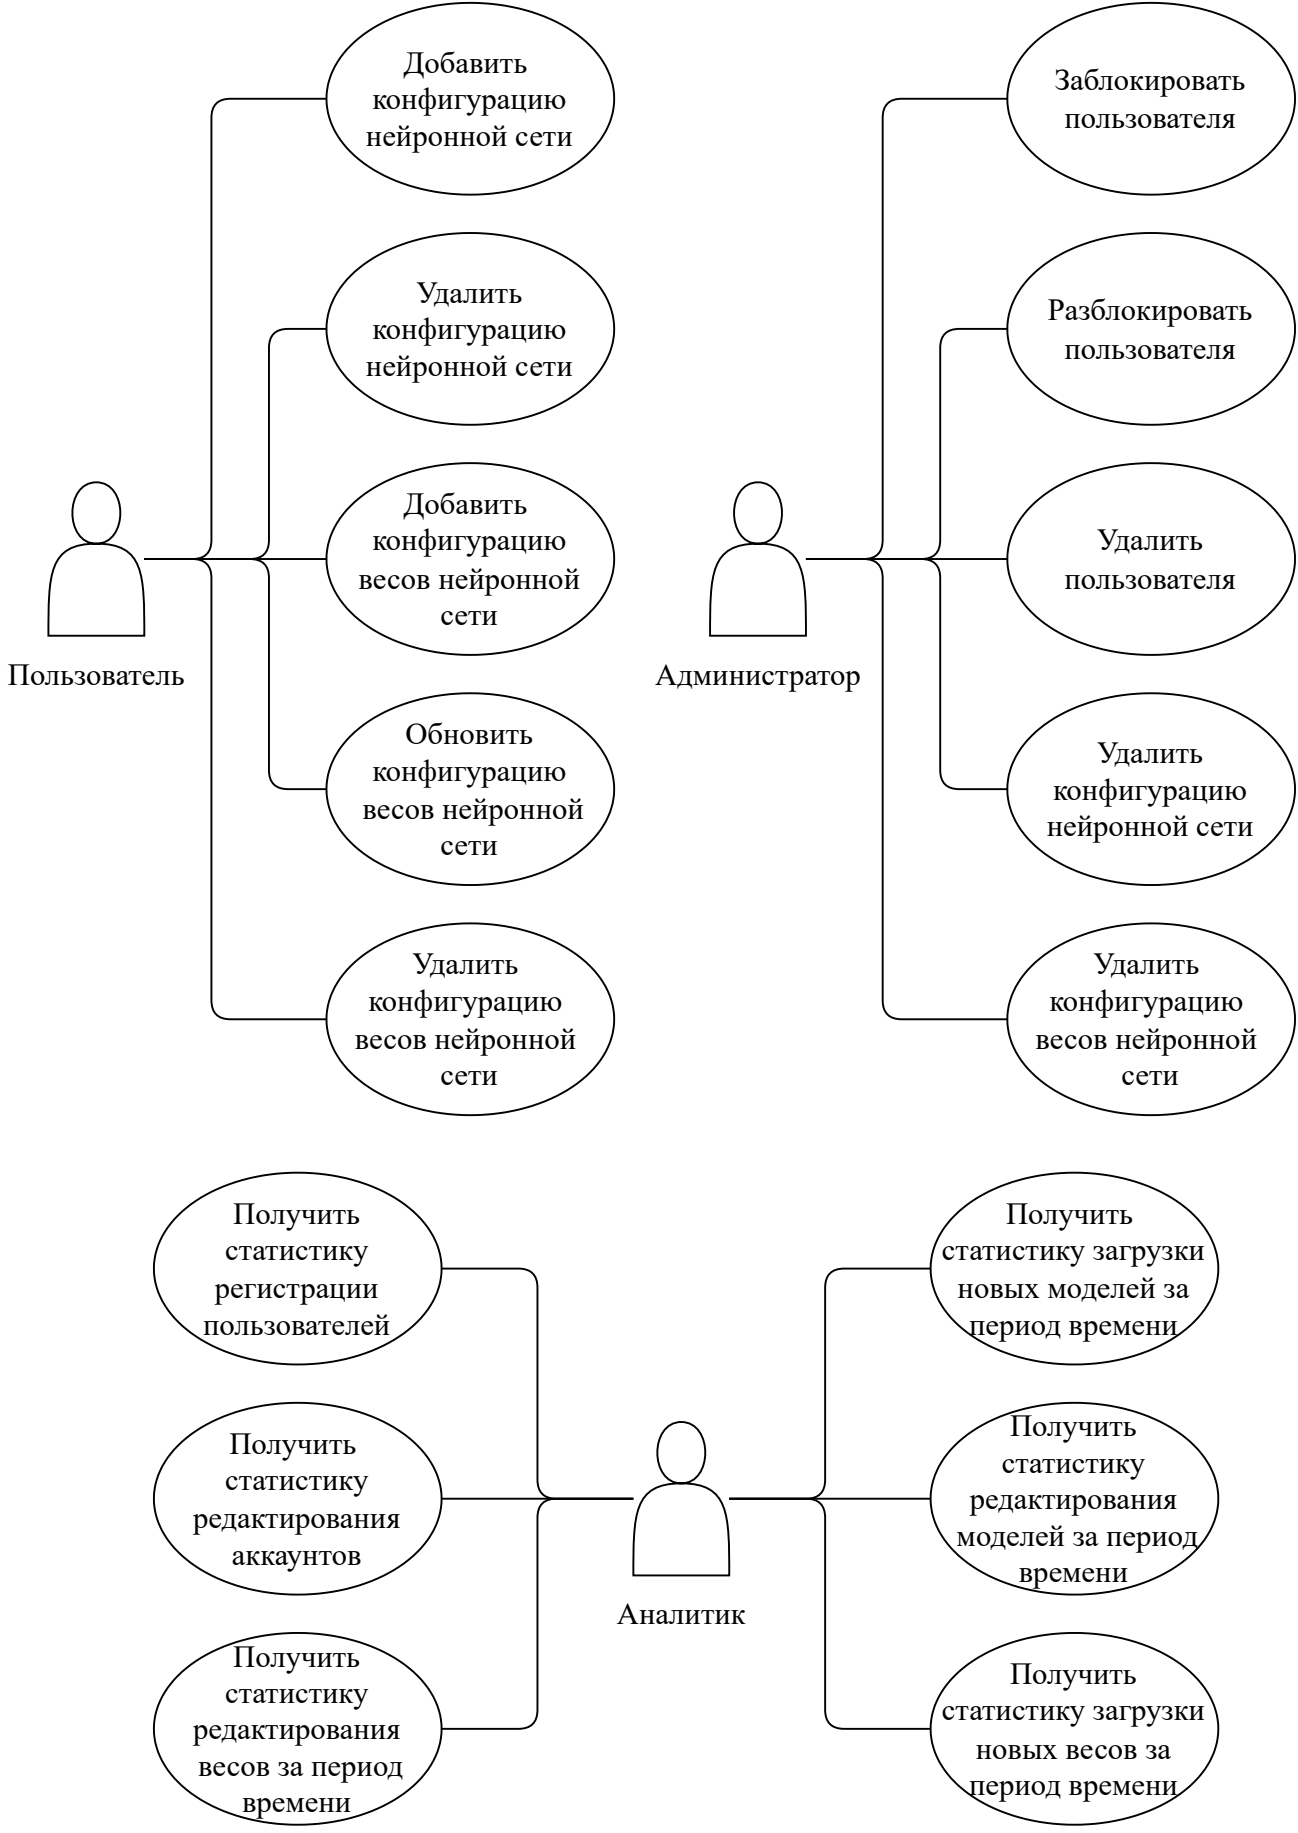 Добавить
конфигурацию
нейронной сети
Удалить
конфигурацию
нейронной сети
Добавить
конфигурацию
весов нейронной
сети
Обновить
конфигурацию
весов нейронной
сети
Удалить
конфигурацию
весов нейронной
сети
Пользователь
Заблокировать
пользователя
Разблокировать
пользователя
Удалить
пользователя
Удалить
конфигурацию
нейронной сети
Удалить
конфигурацию
весов нейронной
сети
Администратор
Получить
статистику
регистрации
пользователей
Получить
статистику
редактирования
аккаунтов
Получить
статистику
редактирования
весов за период
времени
Аналитик
Получить
статистику загрузки
новых моделей за
период времени
Получить
статистику
редактирования
моделей за период
времени
Получить
статистику загрузки
новых весов за
период времени